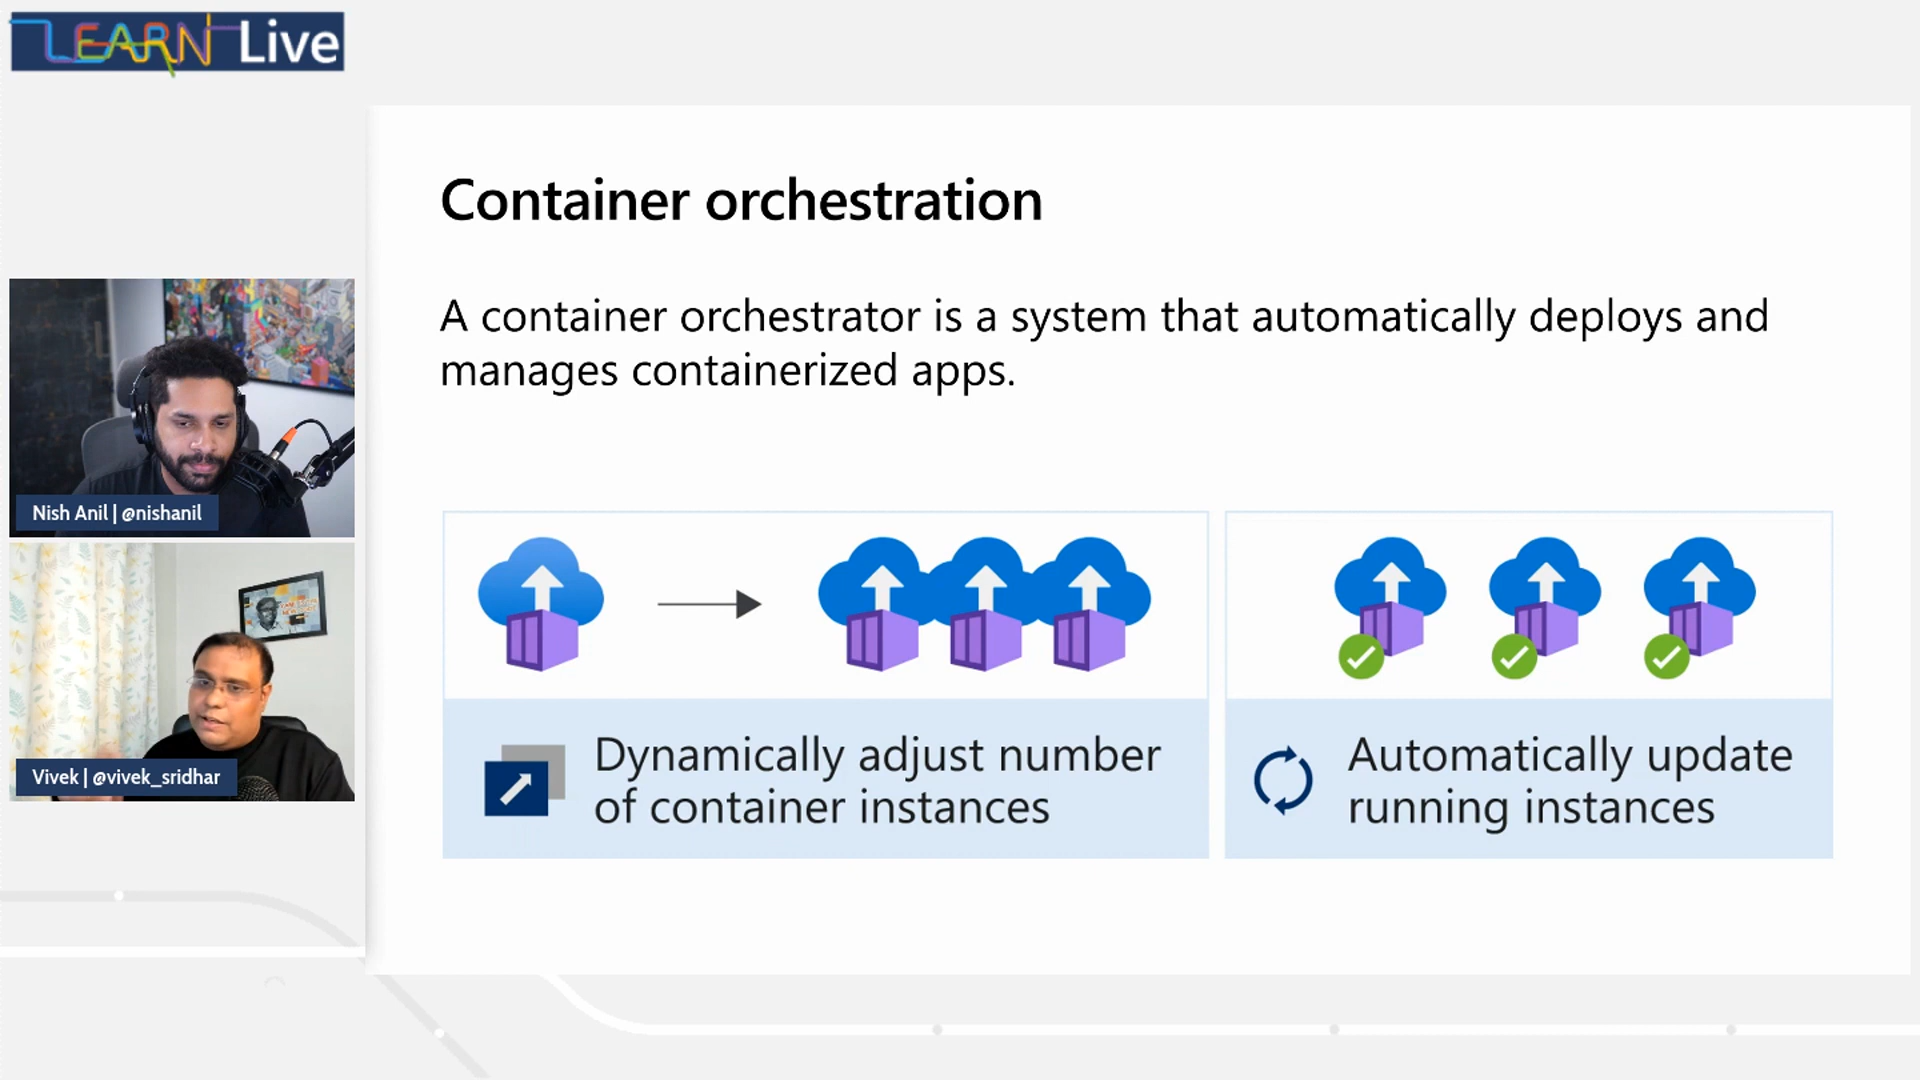 LEARN Live
Container orchestration
A container orchestrator is a system that automatically deploys and
manages containerized apps.
Nish Anil | @nishanil
Vivek | @vivek_sridhar
Dynamically adjust number
of container instances
Automatically update
running instances